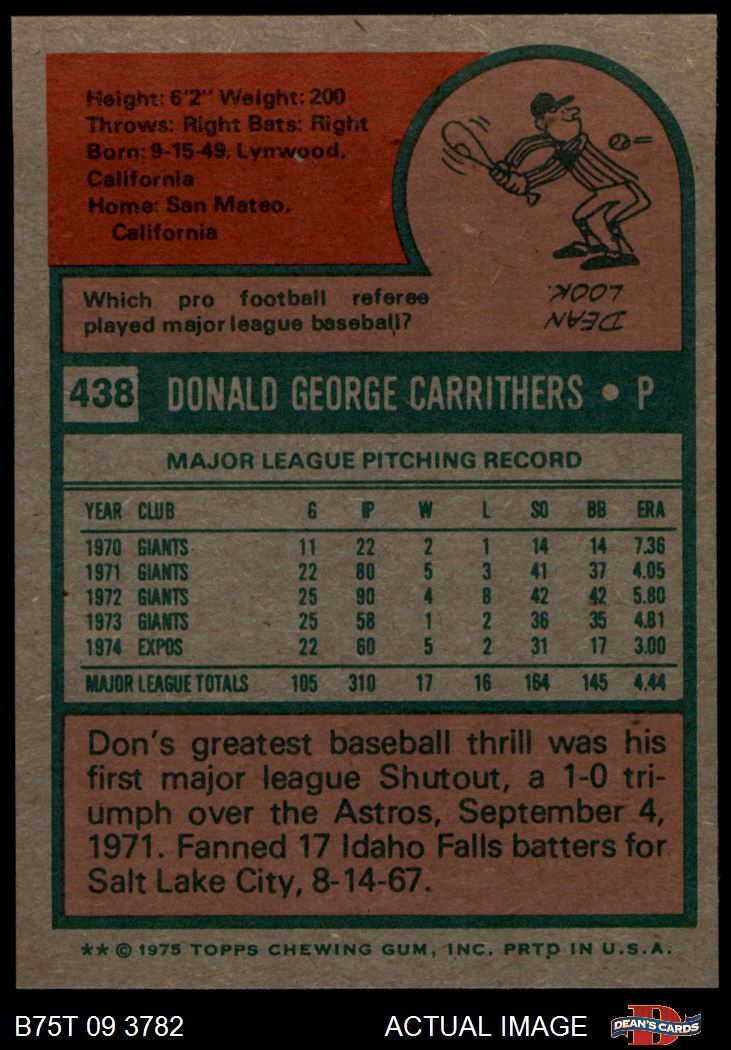 Height: 6'2" Weight: 200
Throws: Right Bats: Right
Born: 9-15-49, Lynwood,
California
Home: San Mateo,
California
Which pro football referee
played major league baseball?
DEAN
LOOK.
438 DONALD GEORGE CARRITHERS • P
MAJOR LEAGUE PITCHING RECORD
YEAR CLUB G IP W L SO BB ERA
1970 GIANTS 11 22 2 1 14 14 7.36
1971 GIANTS 22 80 5 3 41 37 4.05
1972 GIANTS 25 90 4 8 42 42 5.80
1973 GIANTS 25 58 1 2 36 35 4.81
1974 EXPOS 22 60 5 2 31 17 3.00
MAJOR LEAGUE TOTALS 105 310 17 16 164 145 4.44
Don's greatest baseball thrill was his
first major league Shutout, a 1-0 tri-
umph over the Astros, September 4,
1971. Fanned 17 Idaho Falls batters for
Salt Lake City, 8-14-67.
** © 1975 TOPPS CHEWING GUM, INC. PRTD IN U.S.A.
B75T 09 3782 ACTUAL IMAGE
D
DEAN'S CARDS